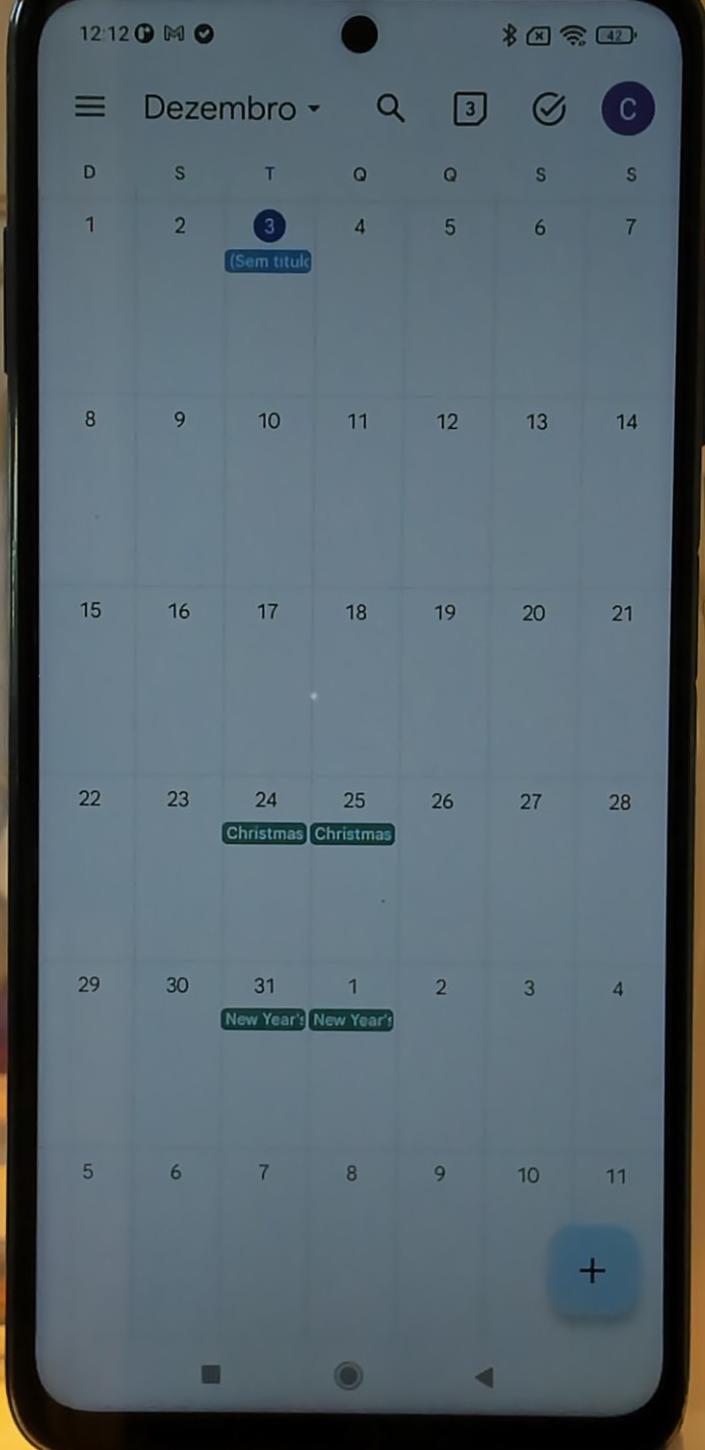 12:12 42
Dezembro 3 C
D S T Q Q S S
1 2 3 4 5 6 7
(Sem títul
8 9 10 11 12 13 14
15 16 17 18 19 20 21
22 23 24 25 26 27 28
Christmas Christmas
29 30 31 1 2 3 4
New Year's New Year's
5 6 7 8 9 10 11
+